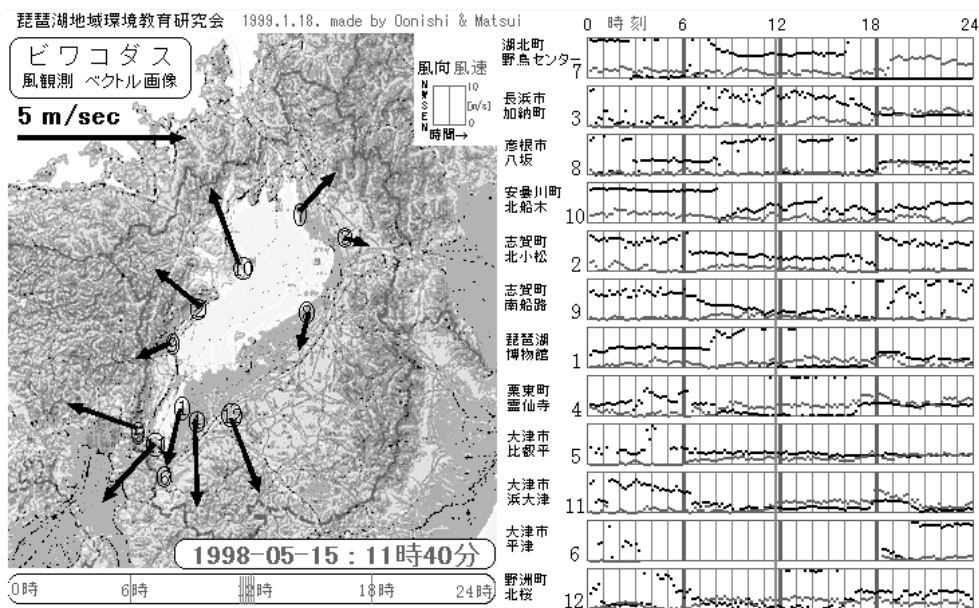 琵琶湖地域環境教育研究会 1999.1.18. made by Oonishi & Matsui
ビワコダス
風観測 ベクトル画像
5 m/sec
風向風速
N
W
S
E
N
10
[m/s]
0
時間→
10
2
9
1
12
6
1998-05-15 : 11時40分
0時 6時 12時 18時 24時
0 時刻 6 12 18 24
湖北町
野鳥センター
7
長浜市
加納町
3
彦根市
八坂
8
安曇川町
北船木
10
志賀町
北小松
2
志賀町
南船路
9
琵琶湖
博物館
1
栗東町
霊仙寺
4
大津市
比叡平
5
大津市
浜大津
11
大津市
平津
6
野洲町
北桜
12